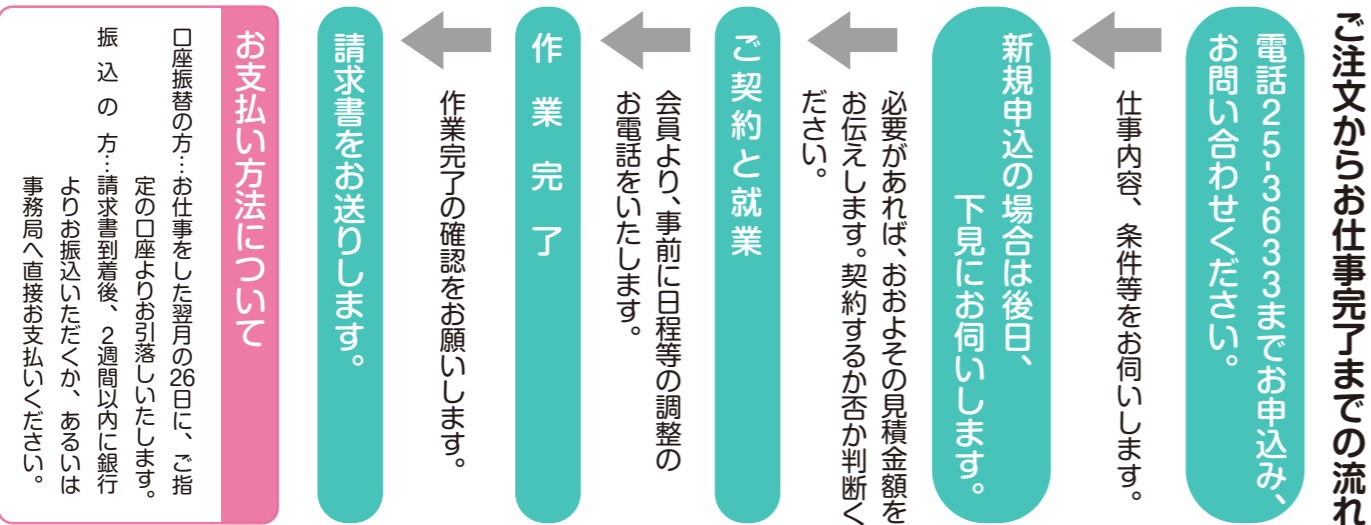 ご注文からお仕事完了までの流れ
電話25-3633までお申込み、
お問い合わせください。
仕事内容、条件等をお伺いします。
新規申込の場合は後日、
下見にお伺いします。
必要があれば、おおよその見積金額を
お伝えします。契約するか否か判断く
ださい。
ご契約と就業
会員より、事前に日程等の調整の
お電話をいたします。
作業完了
作業完了の確認をお願いします。
請求書をお送りします。
お支払い方法について
口座振替の方…お仕事をした翌月の26日に、ご指
定の口座よりお引落しいたします。
振込の方…請求書到着後、2週間以内に銀行
よりお振込いただくか、あるいは
事務局へ直接お支払いください。